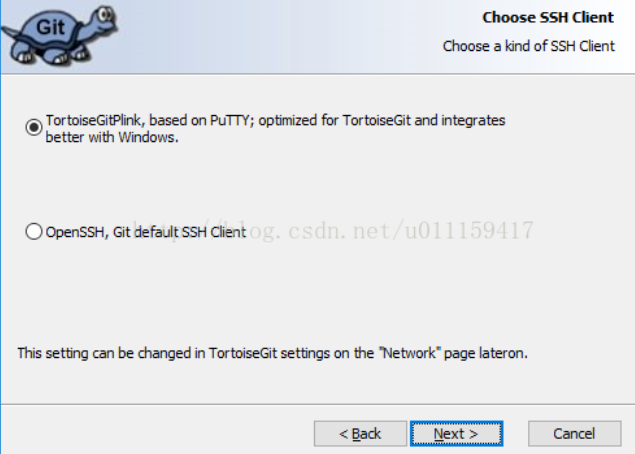 Git
Choose SSH Client
Choose a kind of SSH Client
TortoiseGitPlink, based on PuTTY; optimized for TortoiseGit and integrates
better with Windows.
OpenSSH, Git default SSH Client
http://blog.csdn.net/u011159417
This setting can be changed in TortoiseGit settings on the "Network" page lateron.
< Back
Next >
Cancel